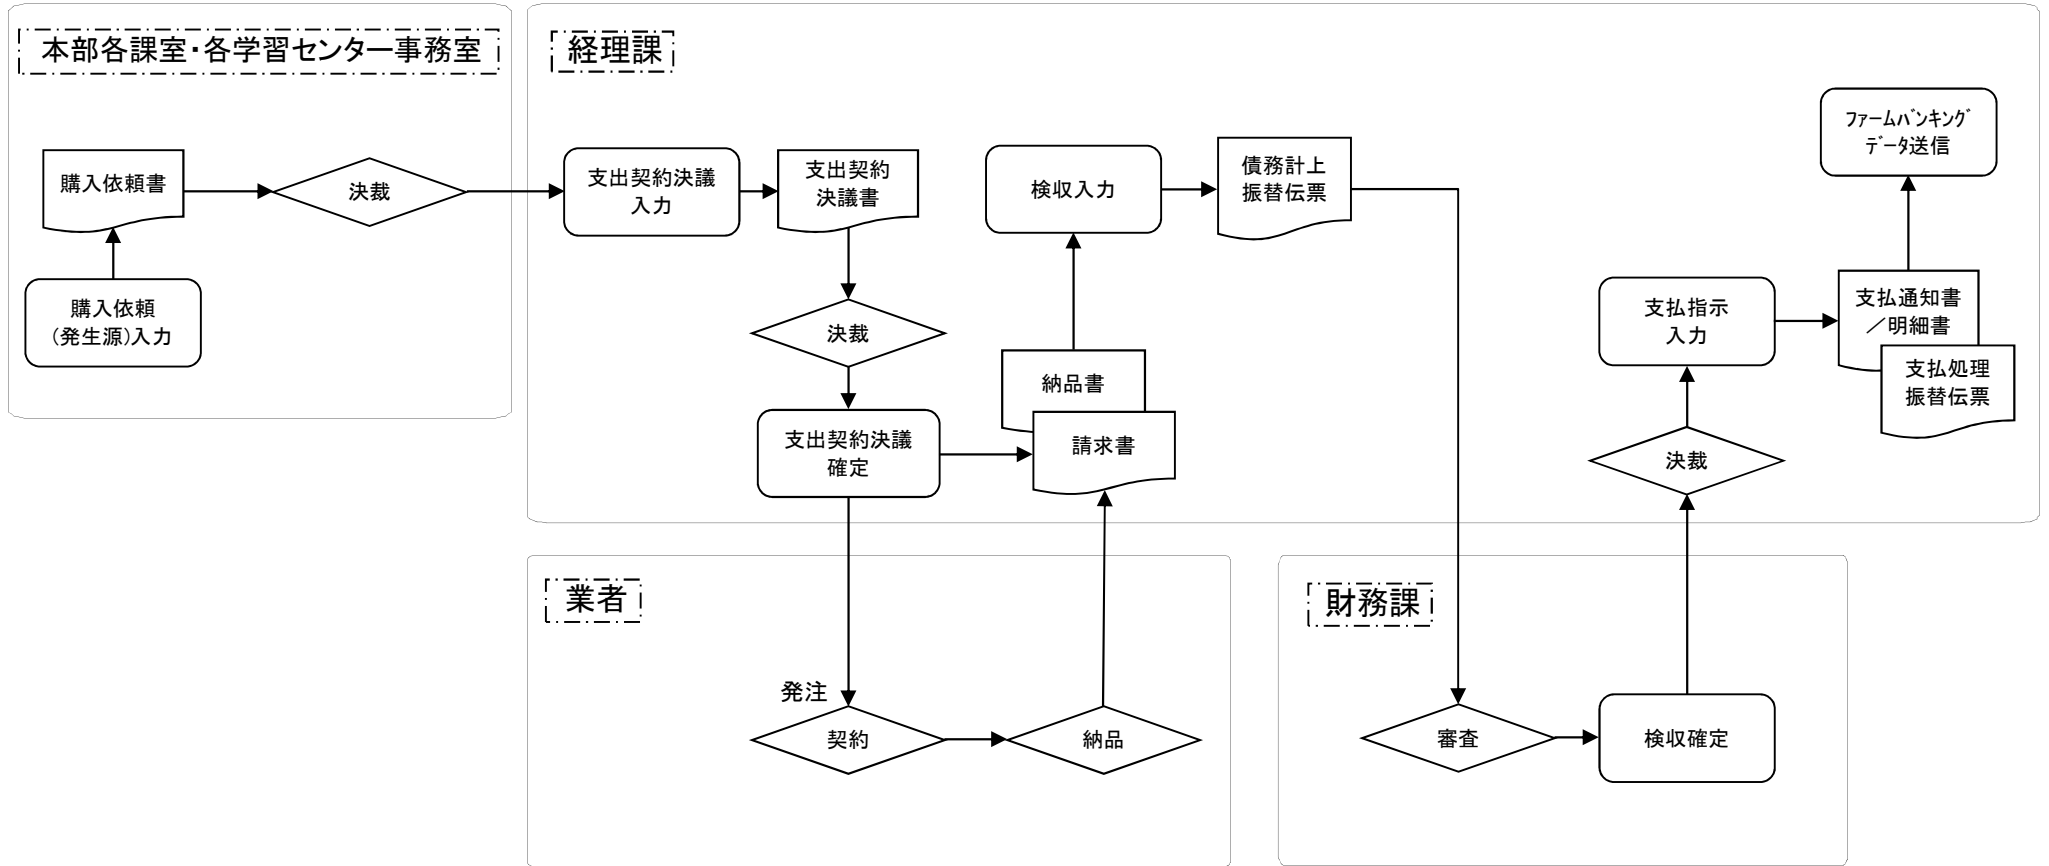 本部各課室・各学習センター事務室
購入依頼書
決裁
購入依頼
(発生源)入力
経理課
支出契約決議
入力
支出契約
決議書
決裁
支出契約決議
確定
納品書
請求書
検収入力
債務計上
振替伝票
ﾌｧｰﾑﾊﾞﾝｷﾝｸﾞ
ﾃﾞｰﾀ送信
支払指示
入力
支払通知書
／明細書
支払処理
振替伝票
決裁
業者
発注
契約
納品
財務課
審査
検収確定